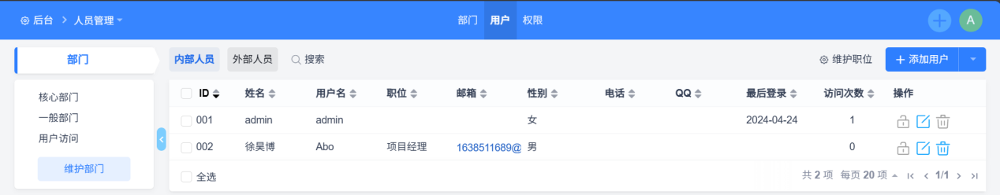 后台 人员管理 部门 用户 权限 A
部门 内部人员 外部人员 搜索 维护职位 添加用户
核心部门
一般部门
用户访问
维护部门
ID 姓名 用户名 职位 邮箱 性别 电话 QQ 最后登录 访问次数 操作
001 admin admin 女 2024-04-24 1
002 徐昊博 Abo 项目经理 1638511689@ 男 0
全选 共 2 项 每页 20 项 1/1